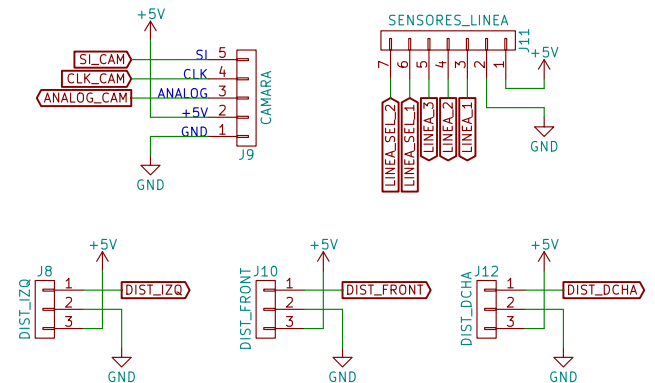 +5V
SI_CAM
SI
5
CLK_CAM
CLK
4
ANALOG_CAM
ANALOG
3
+5V
2
GND
1
CAMARA
J9
GND
SENSORES_LINEA
J11
7
6
5
4
3
2
1
+5V
LINEA_SEL_2
LINEA_SEL_1
LINEA_3
LINEA_2
LINEA_1
GND
J8
DIST_IZQ
1
2
3
+5V
DIST_IZQ
GND
J10
DIST_FRONT
1
2
3
+5V
DIST_FRONT
GND
J12
DIST_DCHA
1
2
3
+5V
DIST_DCHA
GND